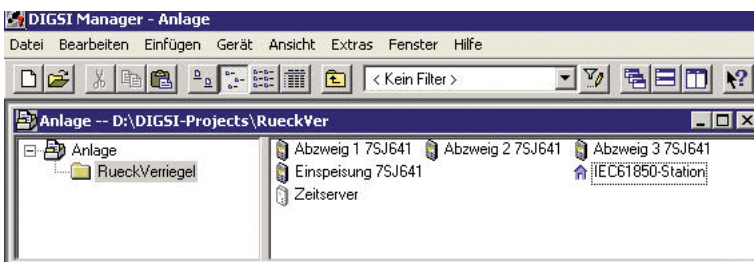 DIGSI Manager - Anlage
Datei Bearbeiten Einfügen Gerät Ansicht Extras Fenster Hilfe
< Kein Filter >
Anlage -- D:\DIGSI-Projects\RueckVer
Anlage
RueckVerriegel
Abzweig 1 7SJ641 Abzweig 2 7SJ641 Abzweig 3 7SJ641
Einspeisung 7SJ641 IEC61850-Station
Zeitserver